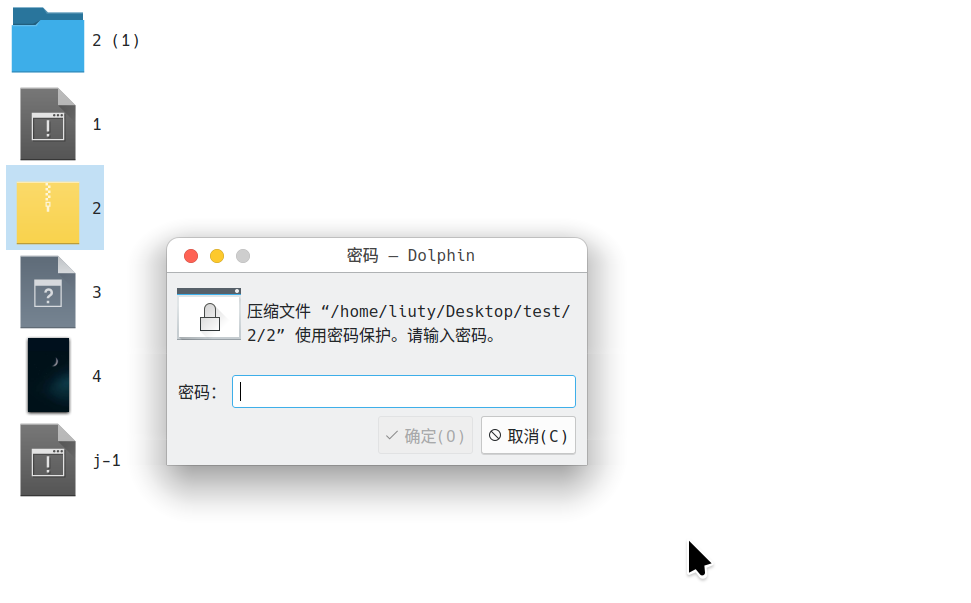 2 (1)
1
2
3
4
j-1
密码 — Dolphin
压缩文件 “/home/liuty/Desktop/test/
2/2” 使用密码保护。请输入密码。
密码:
确定(O)
取消(C)